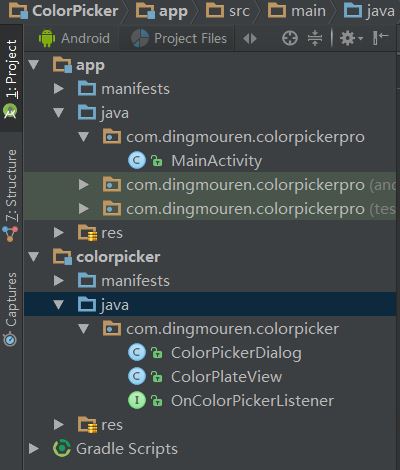 ColorPicker app src main java
Android Project Files
app
manifests
java
com.dingmouren.colorpickerpro
C MainActivity
com.dingmouren.colorpickerpro (and
com.dingmouren.colorpickerpro (tes
res
colorpicker
manifests
java
com.dingmouren.colorpicker
C ColorPickerDialog
C ColorPlateView
I OnColorPickerListener
res
Gradle Scripts
1: Project
7: Structure
Captures